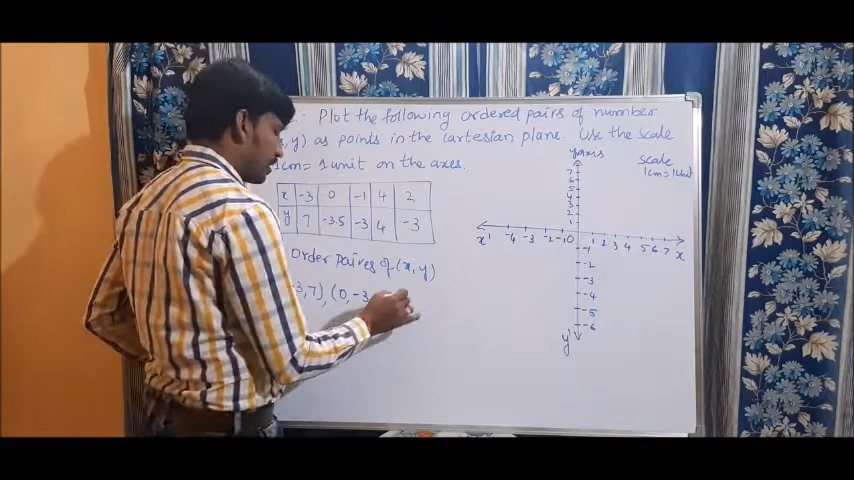 Plot the following ordered pairs of number
x, y) as points in the Cartesian plane. Use the scale
1cm = 1unit on the axes.
x -3 0 -1 4 2
y 7 -3.5 -3 4 -3
Order paires of (x, y)
-3,7), (0,-3
Scale
1cm = 1unit
y axis
7
6
5
4
3
2
1
x' -4 -3 -2 -1 0 1 2 3 4 5 6 7 x
-1
-2
-3
-4
-5
-6
y'